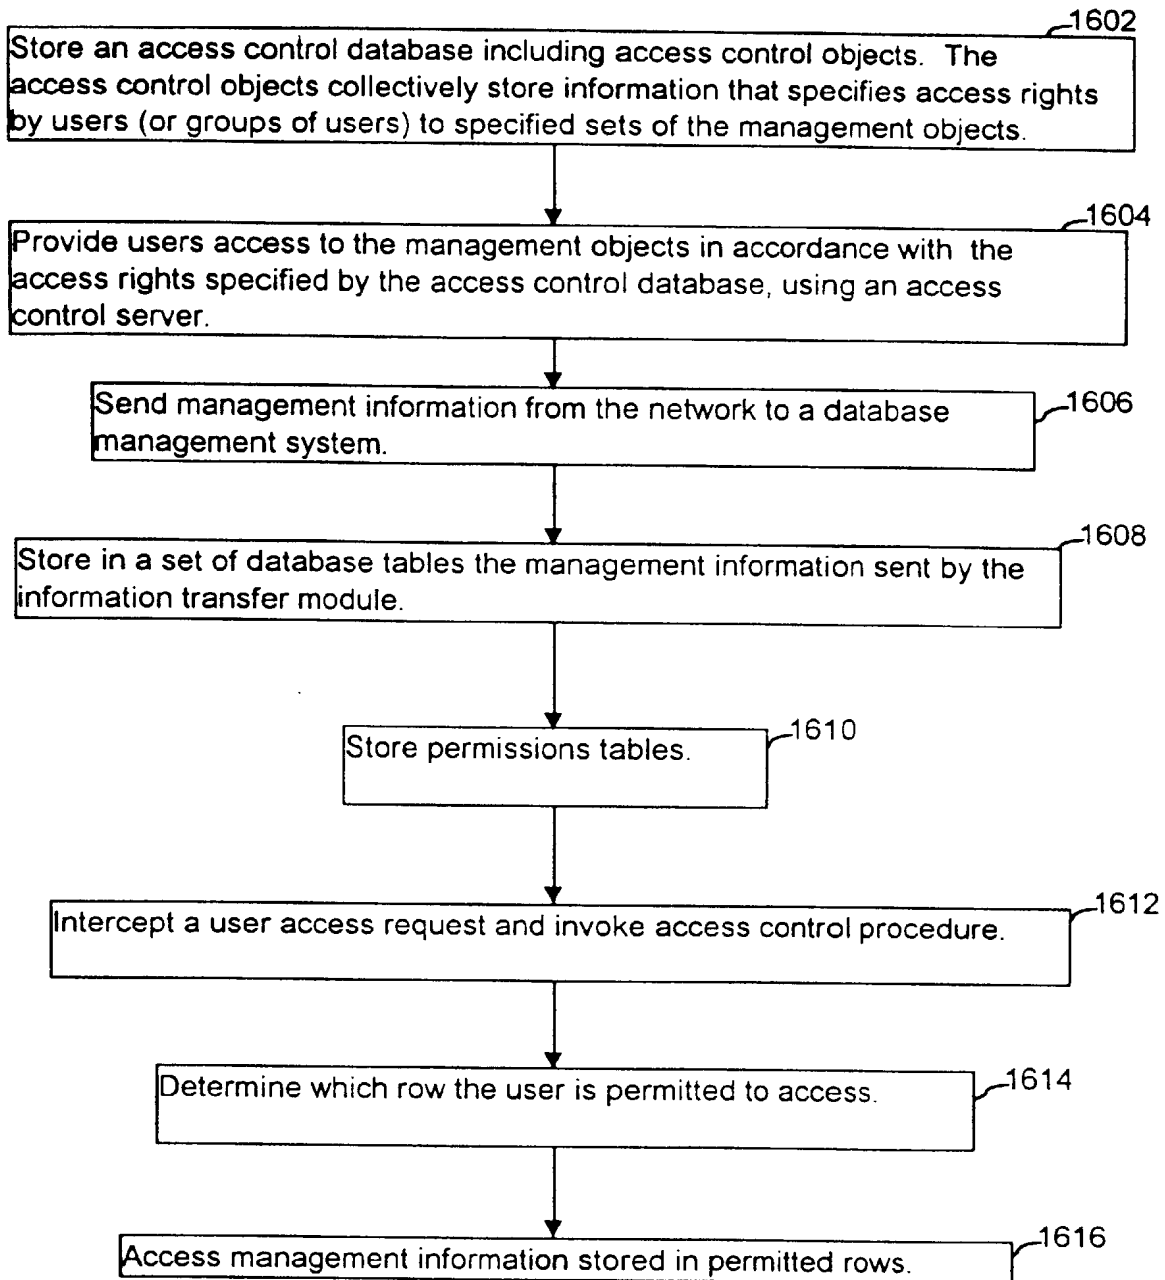 1602
Store an access control database including access control objects. The
access control objects collectively store information that specifies access rights
by users (or groups of users) to specified sets of the management objects.
1604
Provide users access to the management objects in accordance with the
access rights specified by the access control database, using an access
control server.
1606
Send management information from the network to a database
management system.
1608
Store in a set of database tables the management information sent by the
information transfer module.
1610
Store permissions tables.
1612
Intercept a user access request and invoke access control procedure.
1614
Determine which row the user is permitted to access.
1616
Access management information stored in permitted rows.